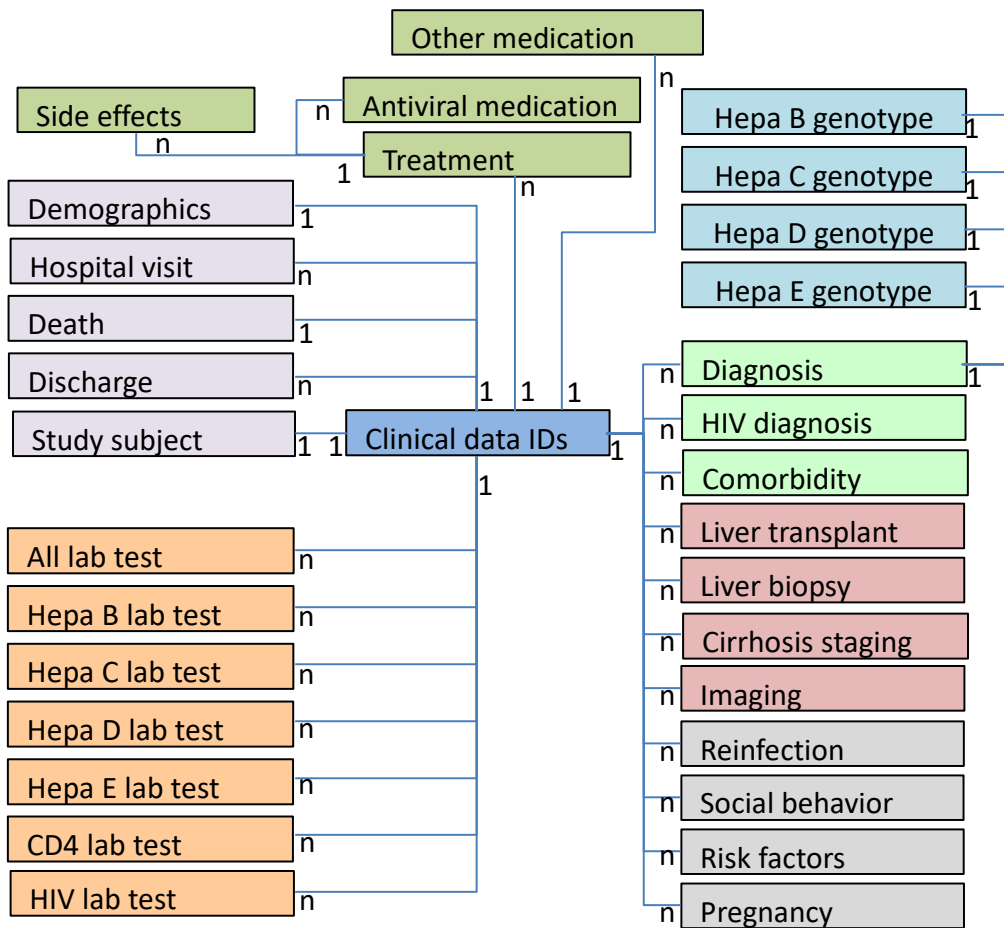 Other medication
n
Antiviral medication
n
Side effects
n
Treatment
1
n
Hepa B genotype
1
Hepa C genotype
1
Hepa D genotype
1
Hepa E genotype
1
Demographics
1
Hospital visit
n
Death
1
Discharge
n
Study subject
1
1
1
1
1
Clinical data IDs
1
1
Diagnosis
n
1
HIV diagnosis
n
Comorbidity
n
Liver transplant
n
Liver biopsy
n
Cirrhosis staging
n
Imaging
n
Reinfection
n
Social behavior
n
Risk factors
n
Pregnancy
n
All lab test
n
Hepa B lab test
n
Hepa C lab test
n
Hepa D lab test
n
Hepa E lab test
n
CD4 lab test
n
HIV lab test
n